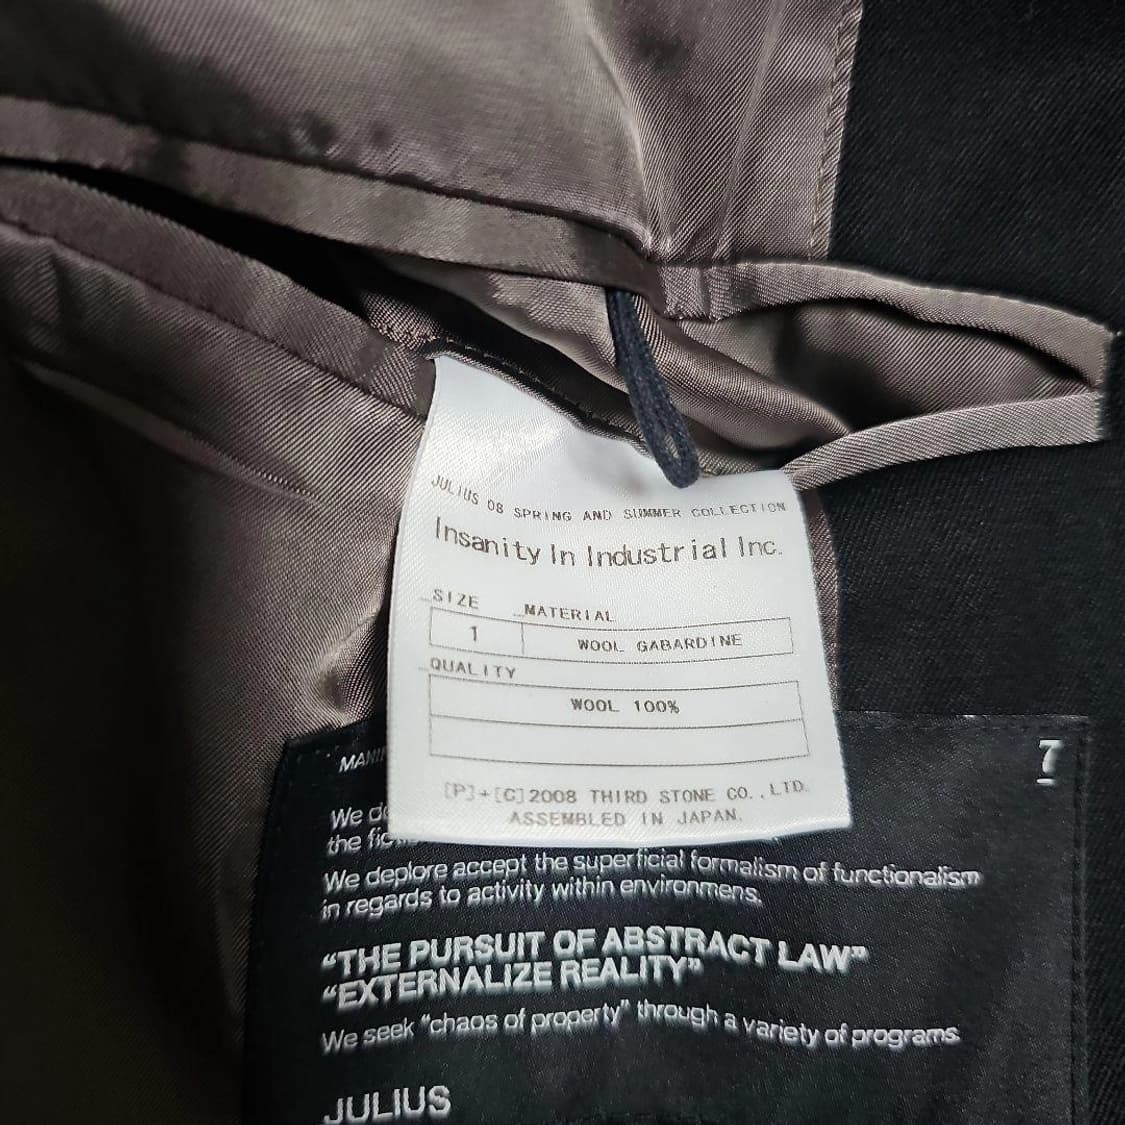 JULIUS 08 SPRING AND SUMMER COLLECTION
Insanity In Industrial Inc.
_SIZE _MATERIAL
1 WOOL GABARDINE
_QUALITY
WOOL 100%
[P]+[C]2008 THIRD STONE CO.,LTD.
ASSEMBLED IN JAPAN.
7
We
the
We deplore accept the superficial formalism of functionalism
in regards to activity within environmens.
“THE PURSUIT OF ABSTRACT LAW”
“EXTERNALIZE REALITY”
We seek “chaos of property” through a variety of programs
JULIUS